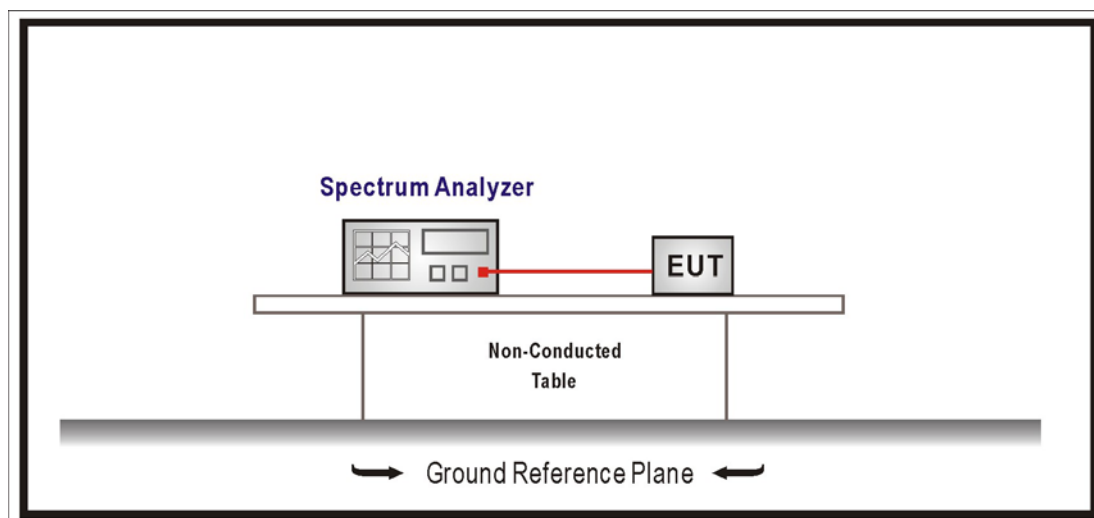 Spectrum Analyzer
EUT
Non-Conducted
Table
Ground Reference Plane